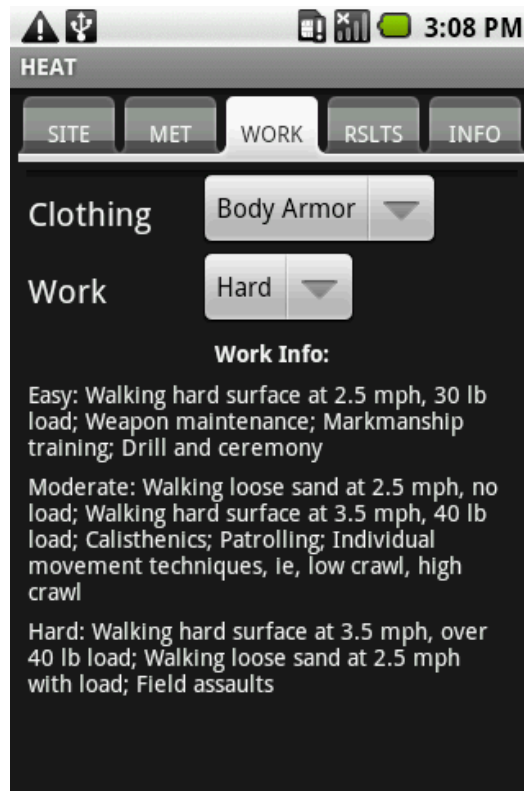 3:08 PM
HEAT
SITE MET WORK RSLTS INFO
Clothing Body Armor
Work Hard
Work Info:
Easy: Walking hard surface at 2.5 mph, 30 lb
load; Weapon maintenance; Markmanship
training; Drill and ceremony
Moderate: Walking loose sand at 2.5 mph, no
load; Walking hard surface at 3.5 mph, 40 lb
load; Calisthenics; Patrolling; Individual
movement techniques, ie, low crawl, high
crawl
Hard: Walking hard surface at 3.5 mph, over
40 lb load; Walking loose sand at 2.5 mph
with load; Field assaults